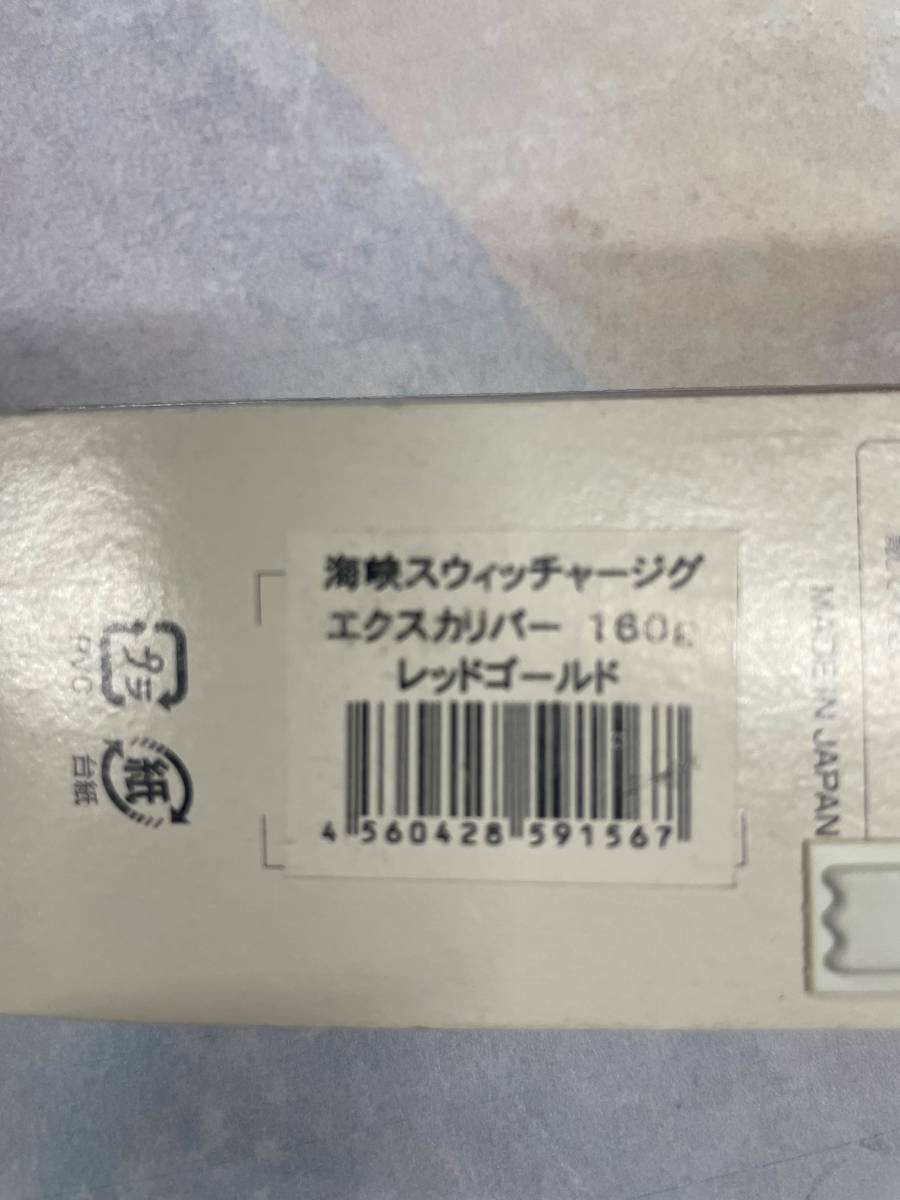 海峡スウィッチャージグ
エクスカリバー 160g
レッドゴールド
4 560428 591567
プラ
PVC
紙
台紙
MADE IN JAPAN